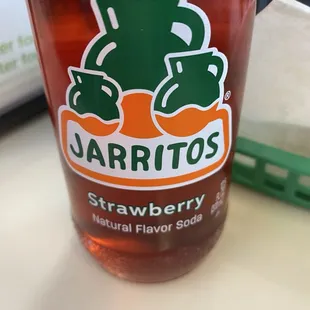 JARRITOS
®
Strawberry
Natural Flavor Soda